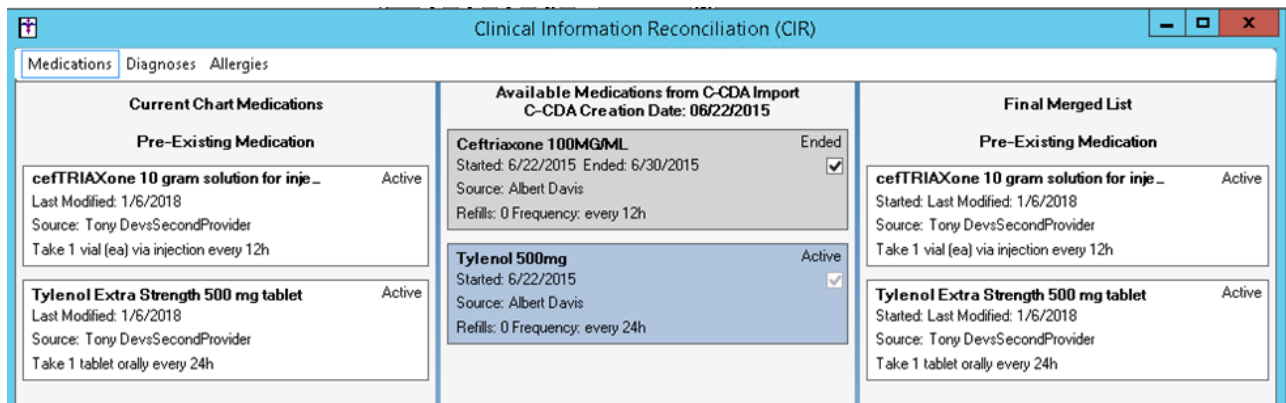 Clinical Information Reconciliation (CIR)
Medications Diagnoses Allergies
Current Chart Medications
Pre-Existing Medication
cefTRIAXone 10 gram solution for inje... Active
Last Modified: 1/6/2018
Source: Tony DevsSecondProvider
Take 1 vial (ea) via injection every 12h
Tylenol Extra Strength 500 mg tablet Active
Last Modified: 1/6/2018
Source: Tony DevsSecondProvider
Take 1 tablet orally every 24h
Available Medications from C-CDA Import
C-CDA Creation Date: 06/22/2015
Ceftriaxone 100MG/ML Ended
Started: 6/22/2015 Ended: 6/30/2015
Source: Albert Davis
Refills: 0 Frequency: every 12h
Tylenol 500mg Active
Started: 6/22/2015
Source: Albert Davis
Refills: 0 Frequency: every 24h
Final Merged List
Pre-Existing Medication
cefTRIAXone 10 gram solution for inje... Active
Started: Last Modified: 1/6/2018
Source: Tony DevsSecondProvider
Take 1 vial (ea) via injection every 12h
Tylenol Extra Strength 500 mg tablet Active
Started: Last Modified: 1/6/2018
Source: Tony DevsSecondProvider
Take 1 tablet orally every 24h